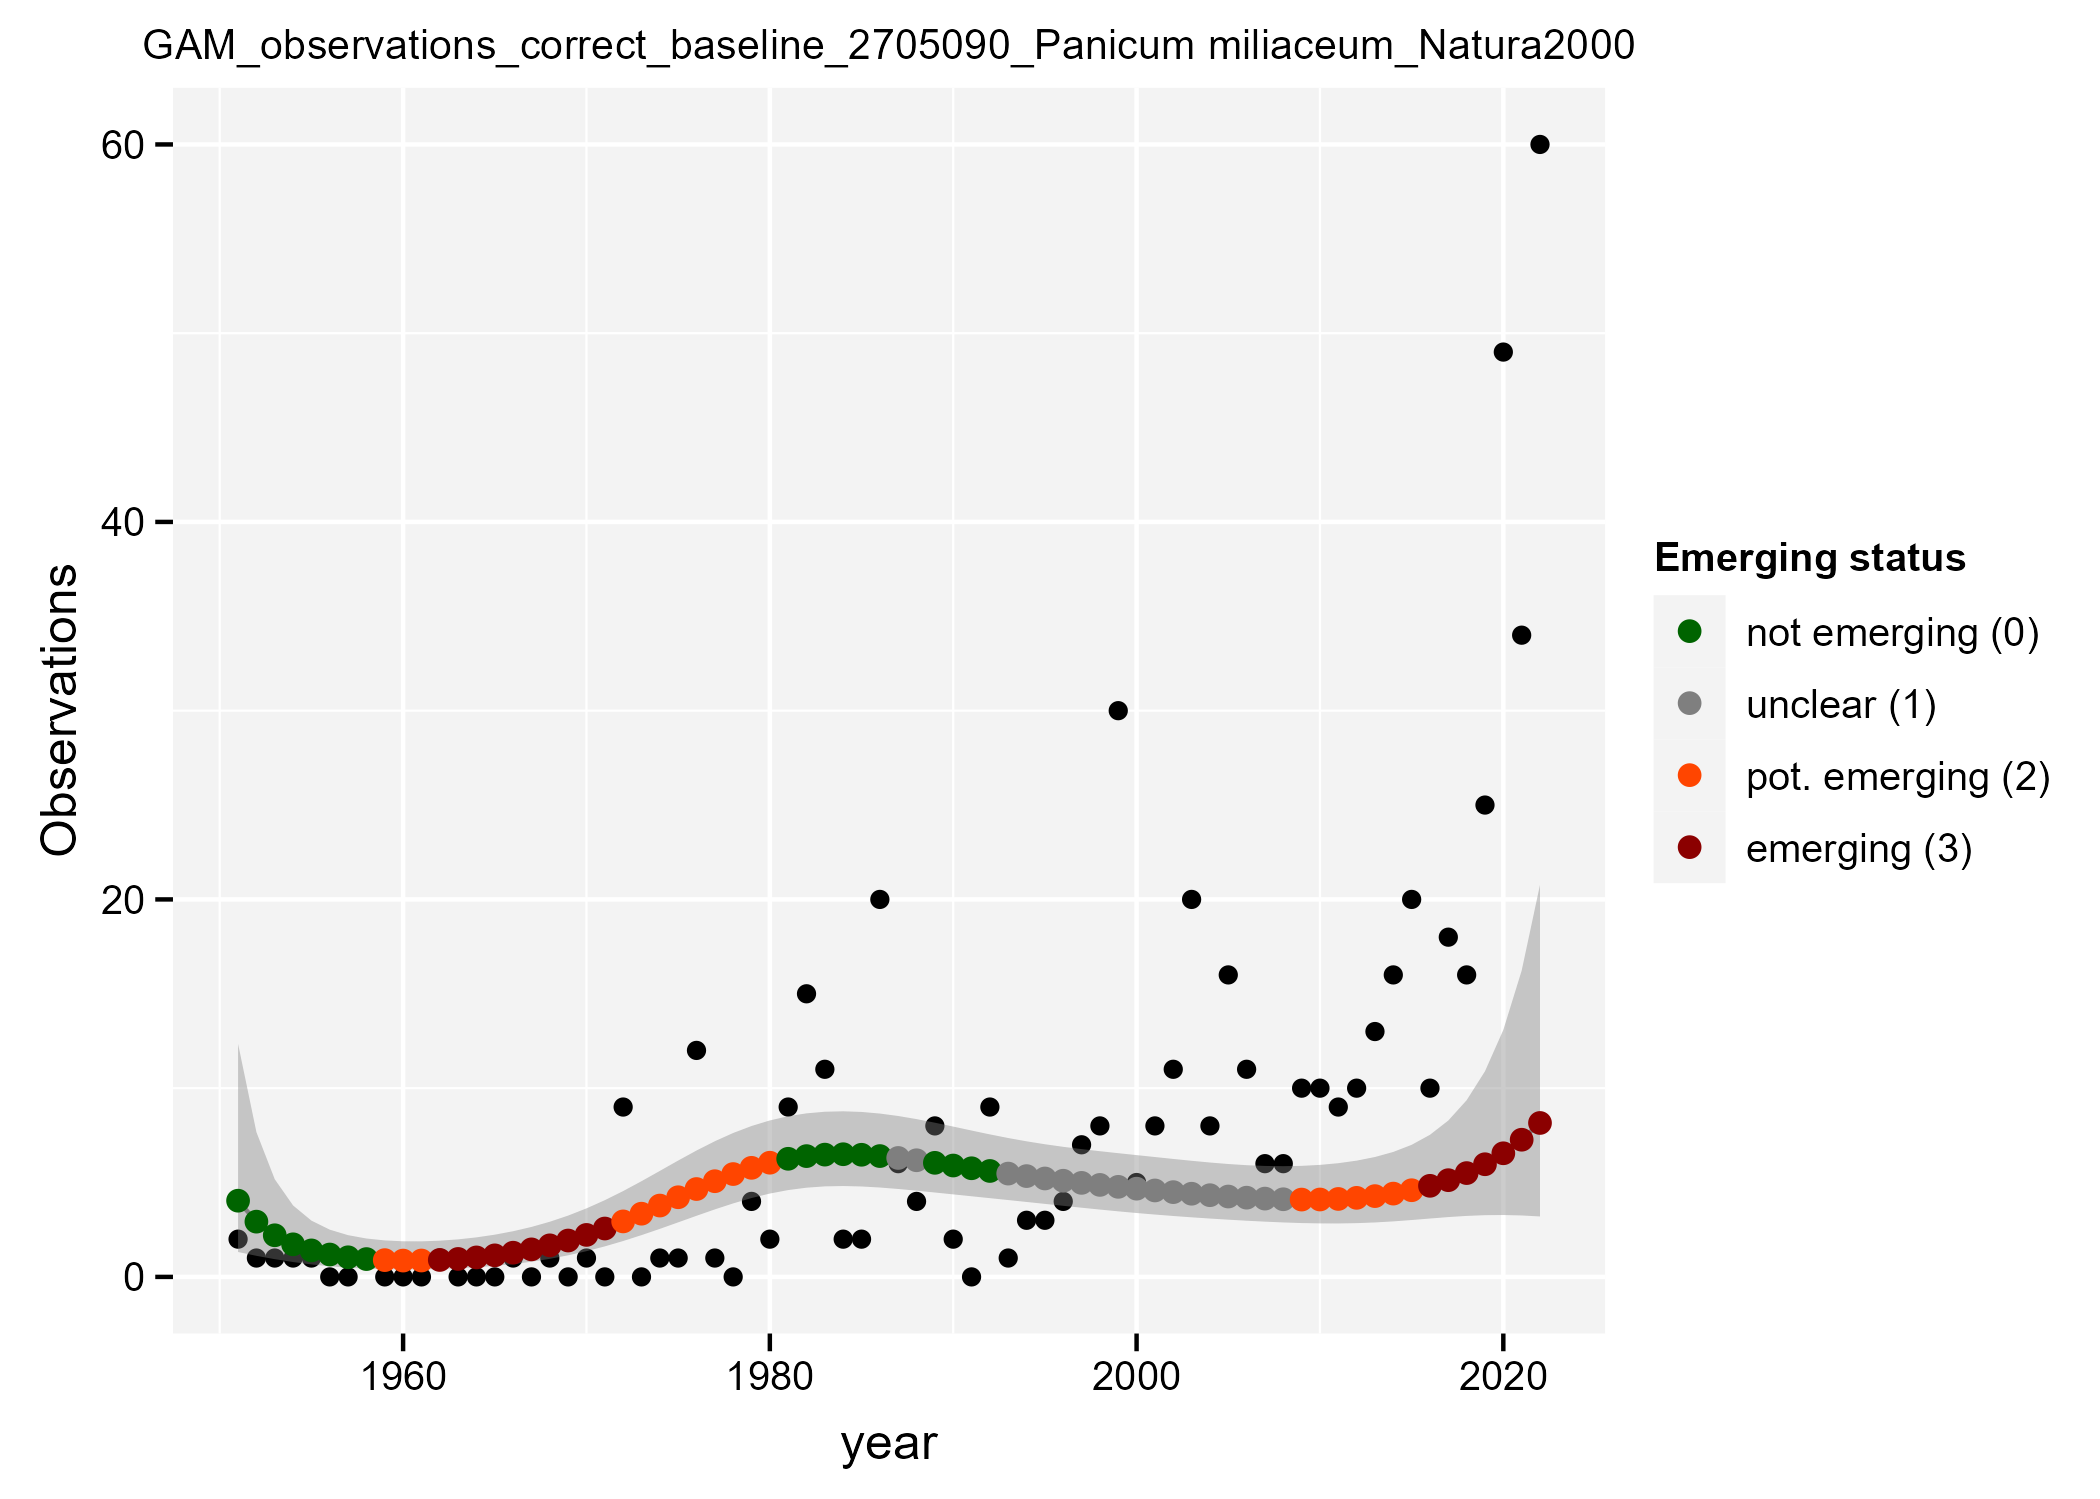 GAM_observations_correct_baseline_2705090_Panicum miliaceum_Natura2000
60
40
20
0
Observations
1960
1980
2000
2020
year
Emerging status
not emerging (0)
unclear (1)
pot. emerging (2)
emerging (3)